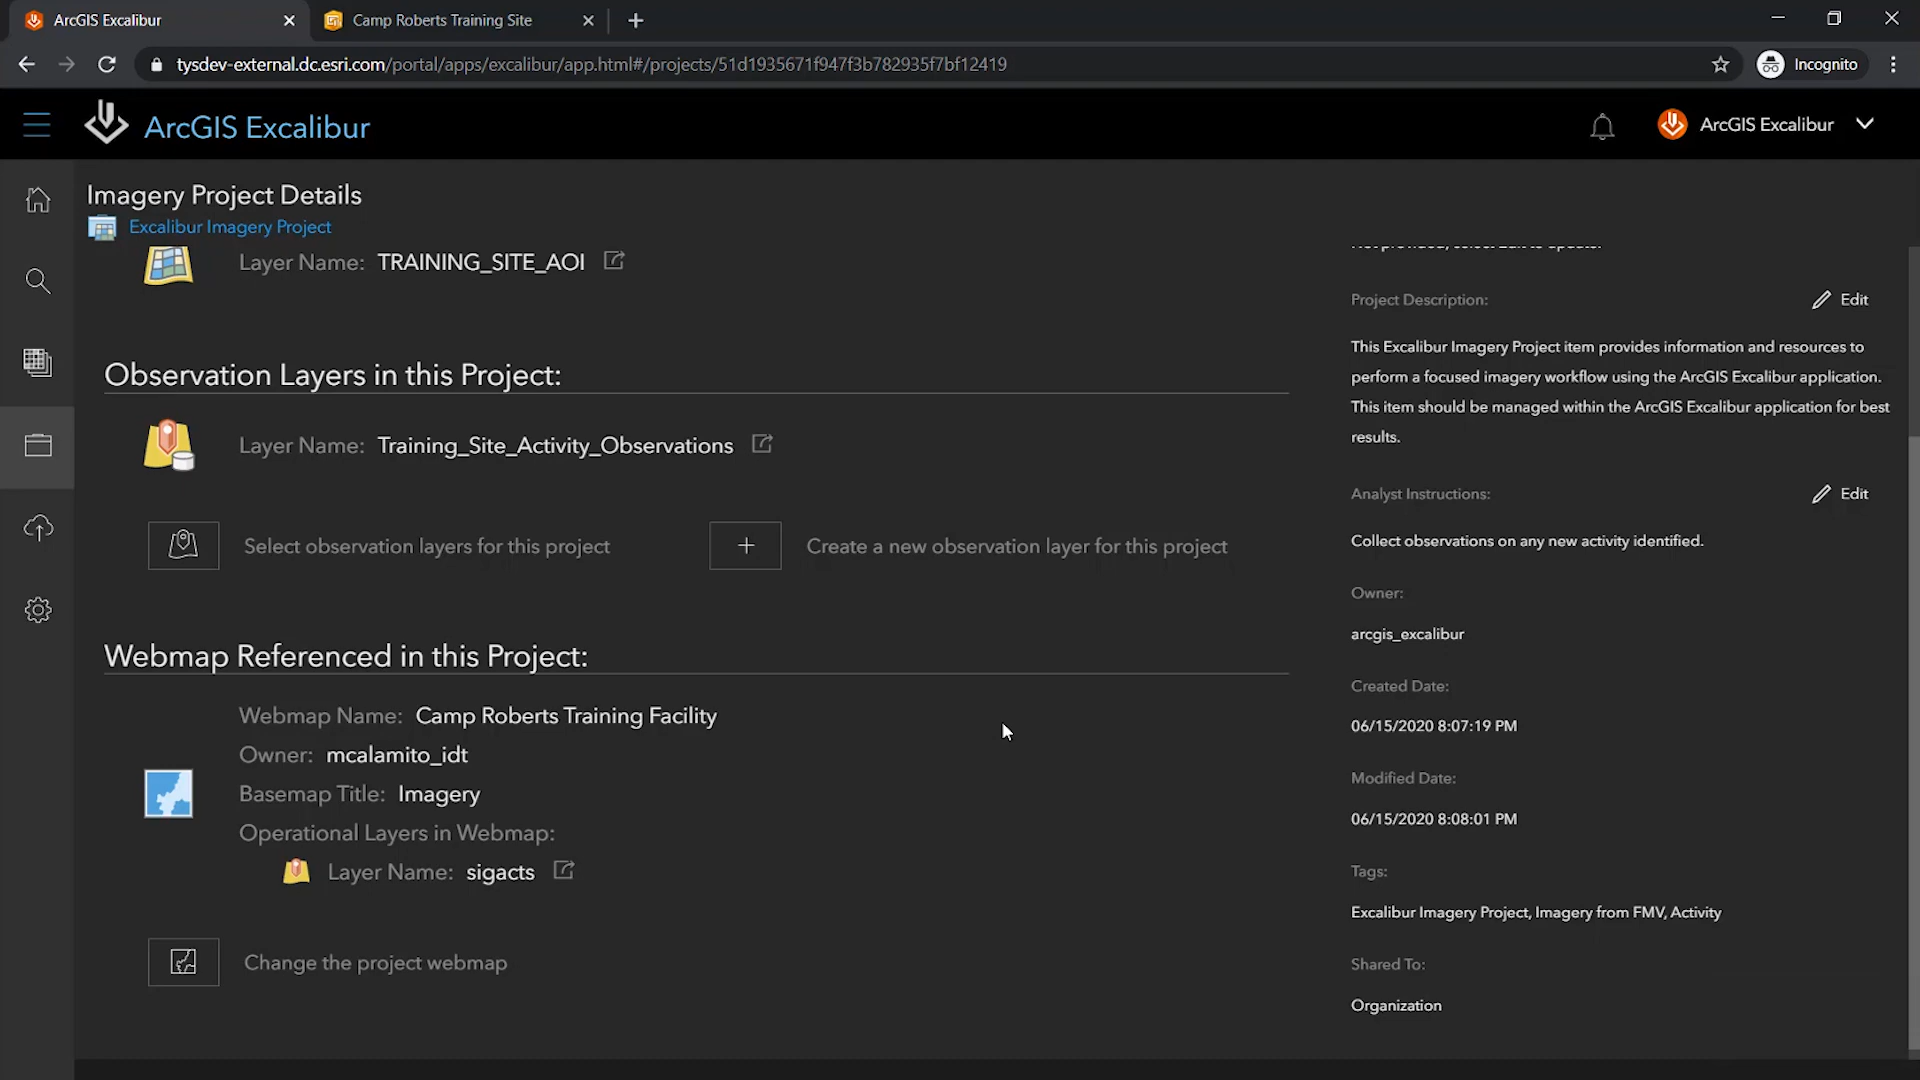 ArcGIS Excalibur
Camp Roberts Training Site
tysdev-external.dc.esri.com/portal/apps/excalibur/app.html#/projects/51d1935671f947f3b782935f7bf12419
Incognito
ArcGIS Excalibur
ArcGIS Excalibur
Imagery Project Details
Excalibur Imagery Project
Layer Name: TRAINING_SITE_AOI
Observation Layers in this Project:
Layer Name: Training_Site_Activity_Observations
Select observation layers for this project
Create a new observation layer for this project
Webmap Referenced in this Project:
Webmap Name: Camp Roberts Training Facility
Owner: mcalamito_idt
Basemap Title: Imagery
Operational Layers in Webmap:
Layer Name: sigacts
Change the project webmap
Project Description:
Edit
This Excalibur Imagery Project item provides information and resources to
perform a focused imagery workflow using the ArcGIS Excalibur application.
This item should be managed within the ArcGIS Excalibur application for best
results.
Analyst Instructions:
Edit
Collect observations on any new activity identified.
Owner:
arcgis_excalibur
Created Date:
06/15/2020 8:07:19 PM
Modified Date:
06/15/2020 8:08:01 PM
Tags:
Excalibur Imagery Project, Imagery from FMV, Activity
Shared To:
Organization